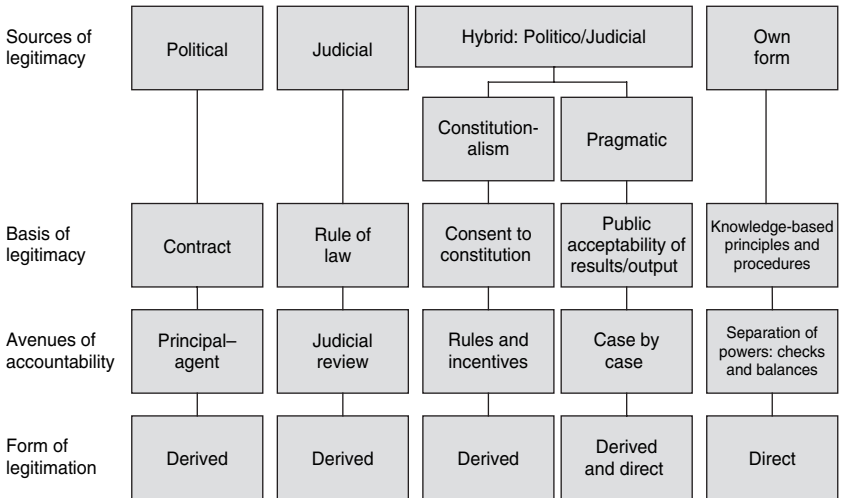 Sources of
legitimacy
Political
Judicial
Hybrid: Politico/Judicial
Own
form
Constitution-
alism
Pragmatic
Basis of
legitimacy
Contract
Rule of
law
Consent to
constitution
Public
acceptability of
results/output
Knowledge-based
principles and
procedures
Avenues of
accountability
Principal–
agent
Judicial
review
Rules and
incentives
Case by
case
Separation of
powers: checks
and balances
Form of
legitimation
Derived
Derived
Derived
Derived
and direct
Direct